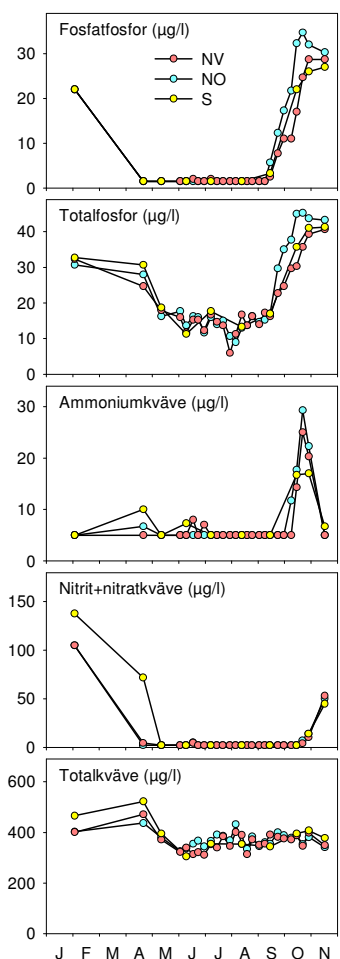 Fosfatfosfor (µg/l)
30
20
10
0
NV
NO
S
Totalfosfor (µg/l)
40
30
20
10
0
Ammoniumkväve (µg/l)
30
20
10
0
Nitrit+nitratkväve (µg/l)
150
100
50
0
Totalkväve (µg/l)
600
400
200
0
J F M A M J J A S O N